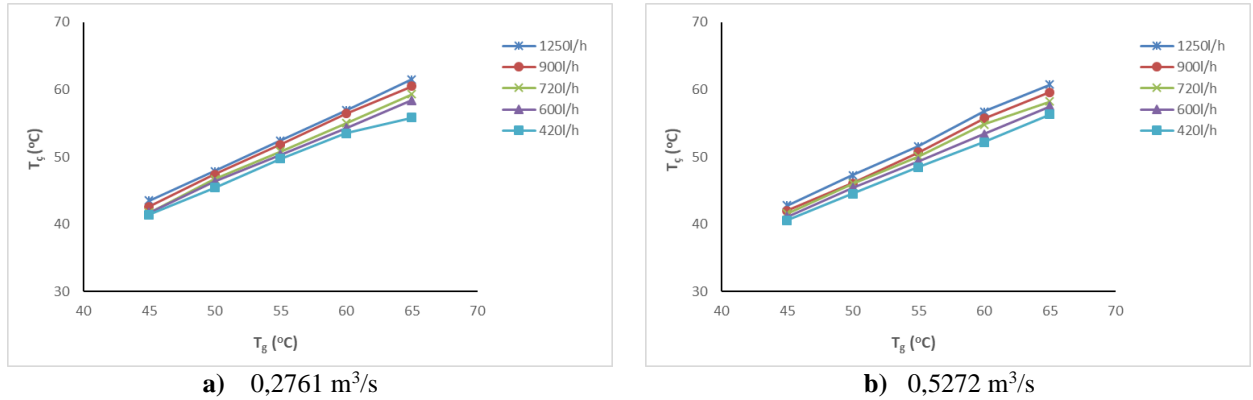 70
60
50
40
30
T_ç (°C)
40 45 50 55 60 65 70
T_g (°C)
1250l/h
900l/h
720l/h
600l/h
420l/h
a) 0,2761 m³/s
70
60
50
40
30
T_ç (°C)
40 45 50 55 60 65 70
T_g (°C)
1250l/h
900l/h
720l/h
600l/h
420l/h
b) 0,5272 m³/s